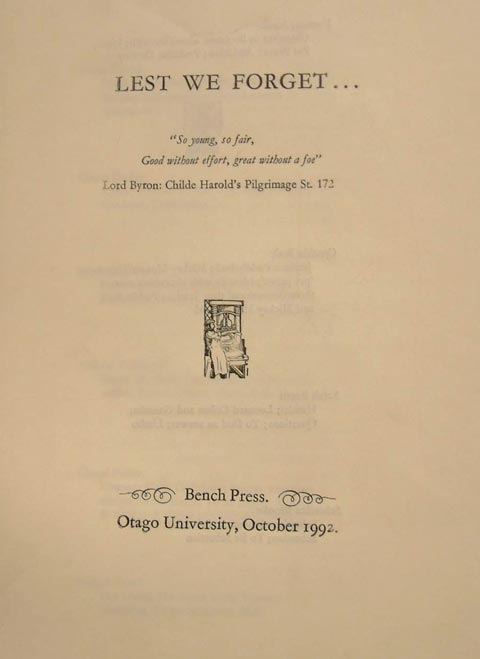 LEST WE FORGET...
"So young, so fair,
Good without effort, great without a foe"
Lord Byron: Childe Harold's Pilgrimage St. 172
Bench Press.
Otago University, October 1992.